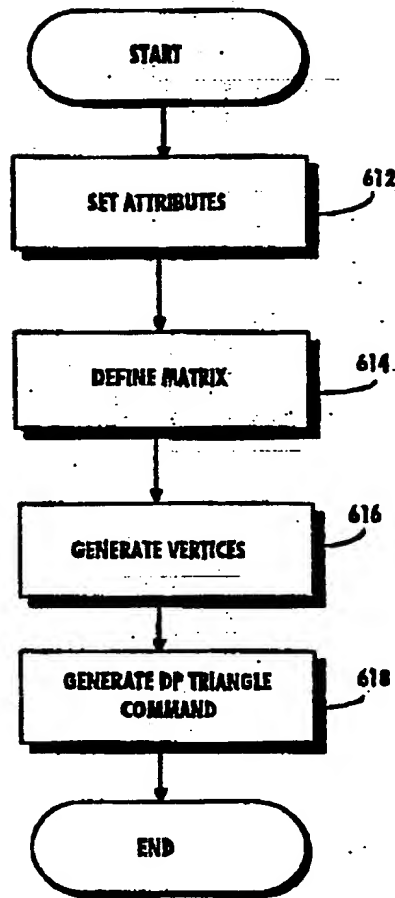 START
SET ATTRIBUTES
612
DEFINE MATRIX
614
GENERATE VERTICES
616
GENERATE DP TRIANGLE
COMMAND
618
END